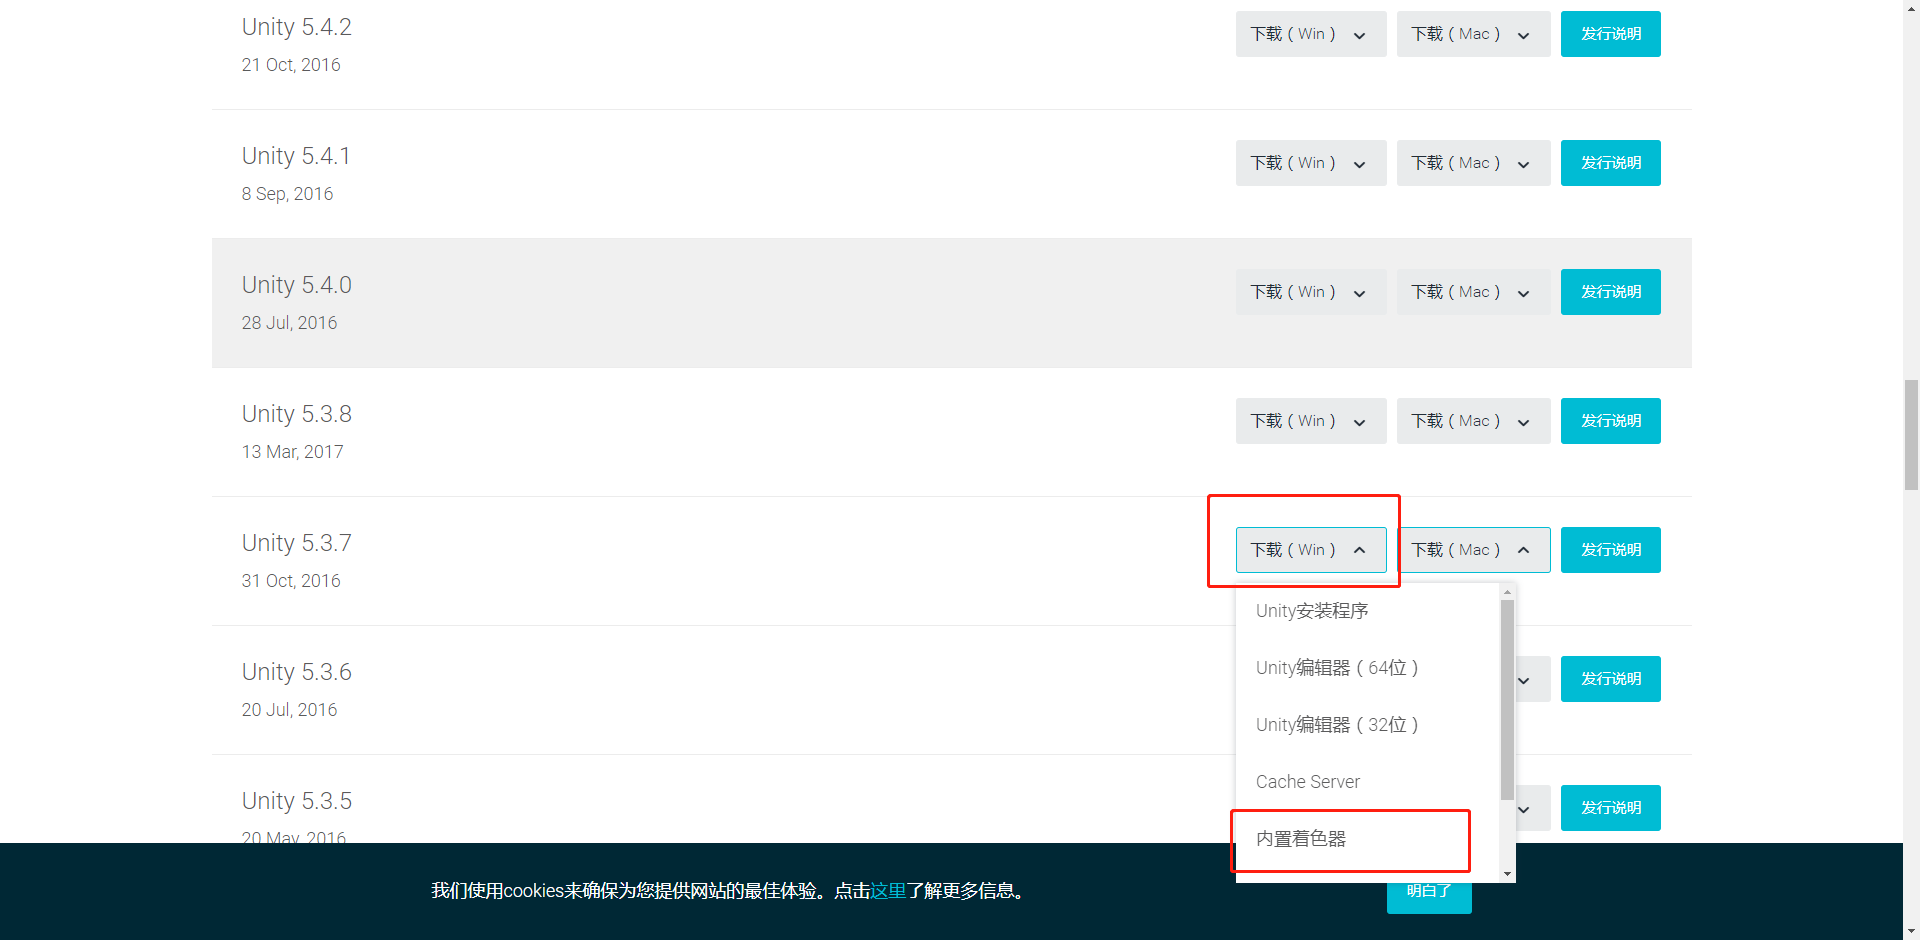 Unity 5.4.2
下载（Win） 下载（Mac） 发行说明
21 Oct, 2016
Unity 5.4.1
下载（Win） 下载（Mac） 发行说明
8 Sep, 2016
Unity 5.4.0
下载（Win） 下载（Mac） 发行说明
28 Jul, 2016
Unity 5.3.8
下载（Win） 下载（Mac） 发行说明
13 Mar, 2017
Unity 5.3.7
下载（Win） 下载（Mac） 发行说明
31 Oct, 2016
Unity安装程序
Unity编辑器（64位）
Unity编辑器（32位）
Cache Server
内置着色器
Unity 5.3.6
发行说明
20 Jul, 2016
Unity 5.3.5
发行说明
20 May, 2016
我们使用cookies来确保为您提供网站的最佳体验。点击这里了解更多信息。
明白了